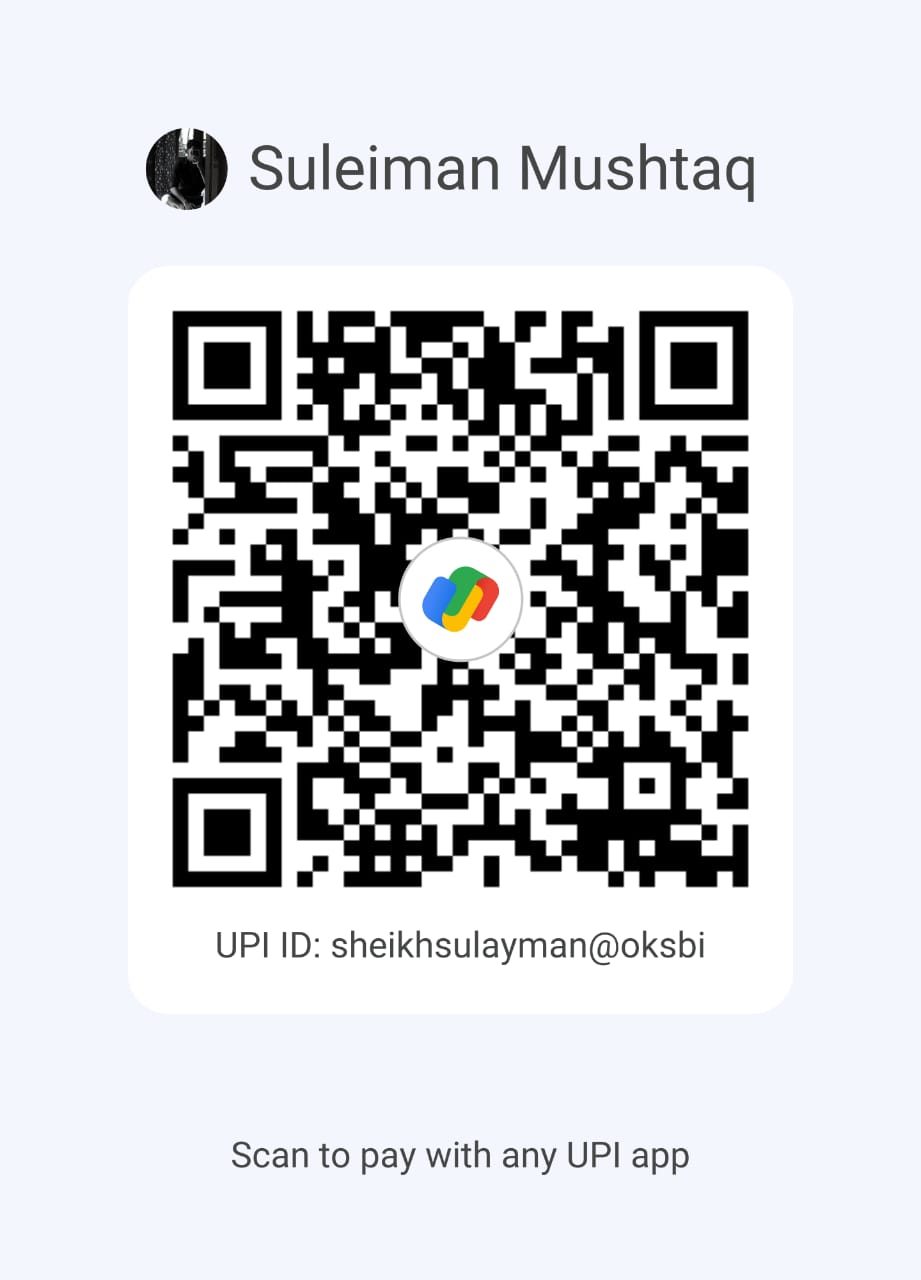 Suleiman Mushtaq
UPI ID: sheikhsulayman@oksbi
Scan to pay with any UPI app